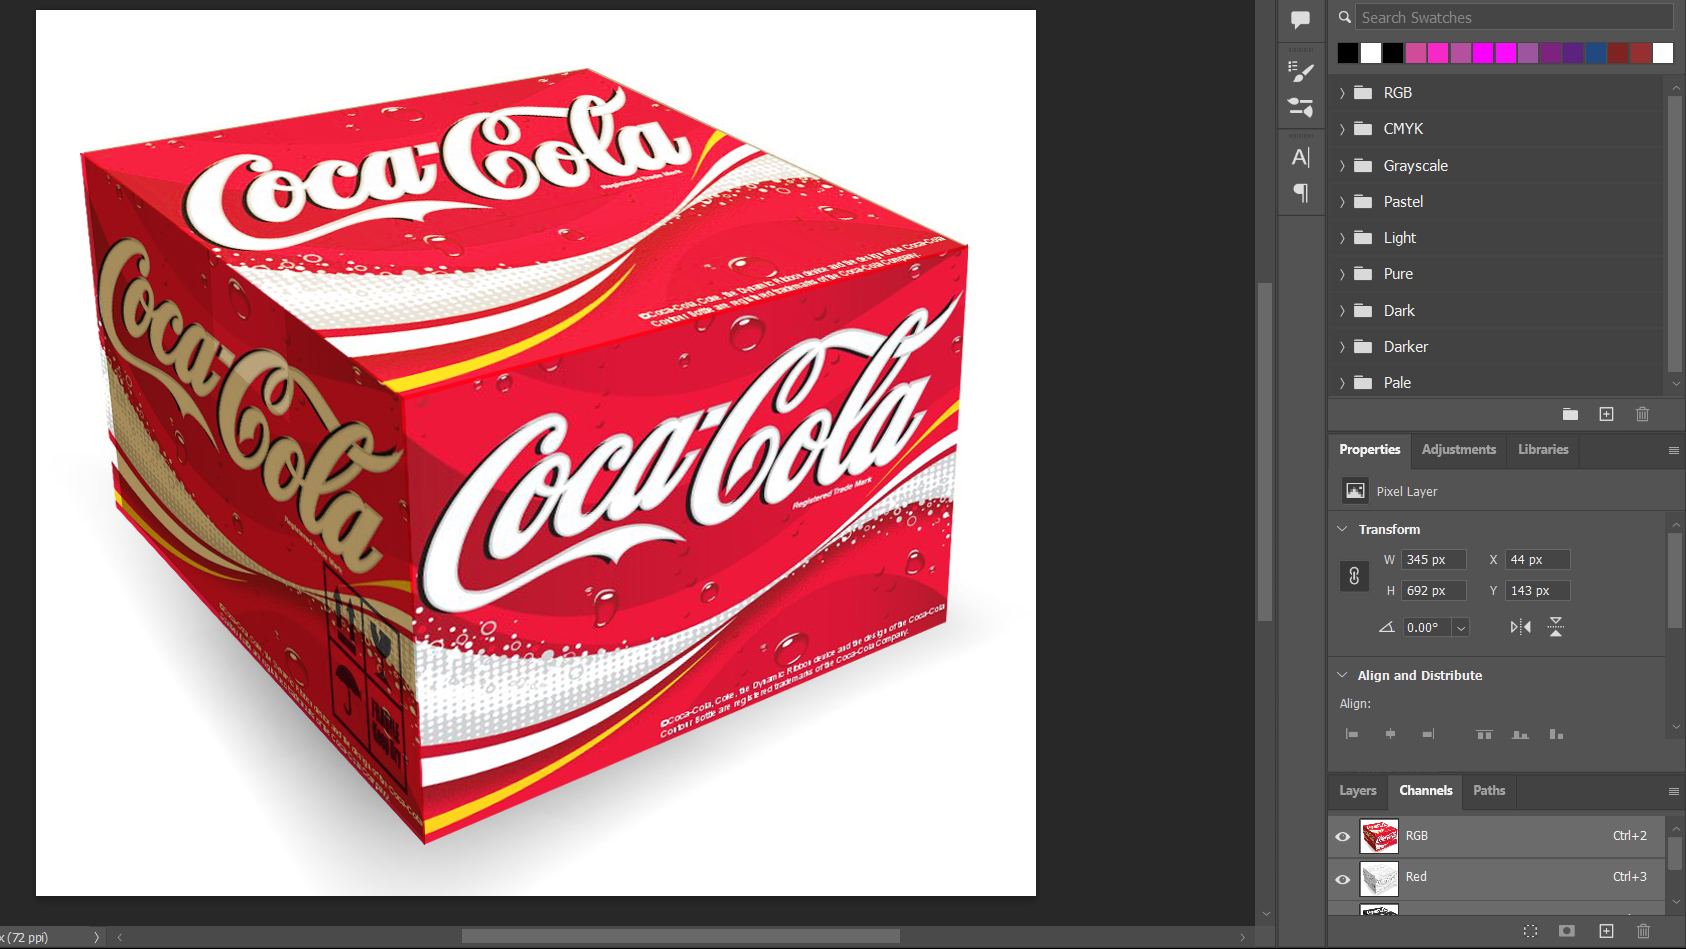 Search Swatches
RGB
CMYK
Grayscale
Pastel
Light
Pure
Dark
Darker
Pale
Properties
Adjustments
Libraries
Pixel Layer
Transform
W 345 px X 44 px
H 692 px Y 143 px
0.00°
Align and Distribute
Align:
Layers Channels Paths
RGB Ctrl+2
Red Ctrl+3
Coca-Cola
Registered Trade Mark
©Coca-Cola, Coke, the Dynamic Ribbon device and the design of the Coca-Cola
Contour Bottle are registered trademarks of the Coca-Cola Company.
Coca-Cola
Registered Trade Mark
FRAGILE
Coca-Cola
Registered Trade Mark
©Coca-Cola, Coke, the Dynamic Ribbon device and the design of the Coca-Cola
Contour Bottle are registered trademarks of the Coca-Cola Company.
x (72 ppi)